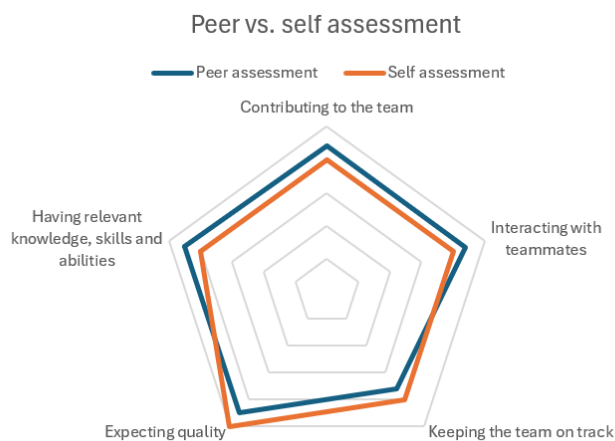 Peer vs. self assessment
Peer assessment
Self assessment
Contributing to the team
Having relevant
knowledge, skills and
abilities
Interacting with
teammates
Expecting quality
Keeping the team on track